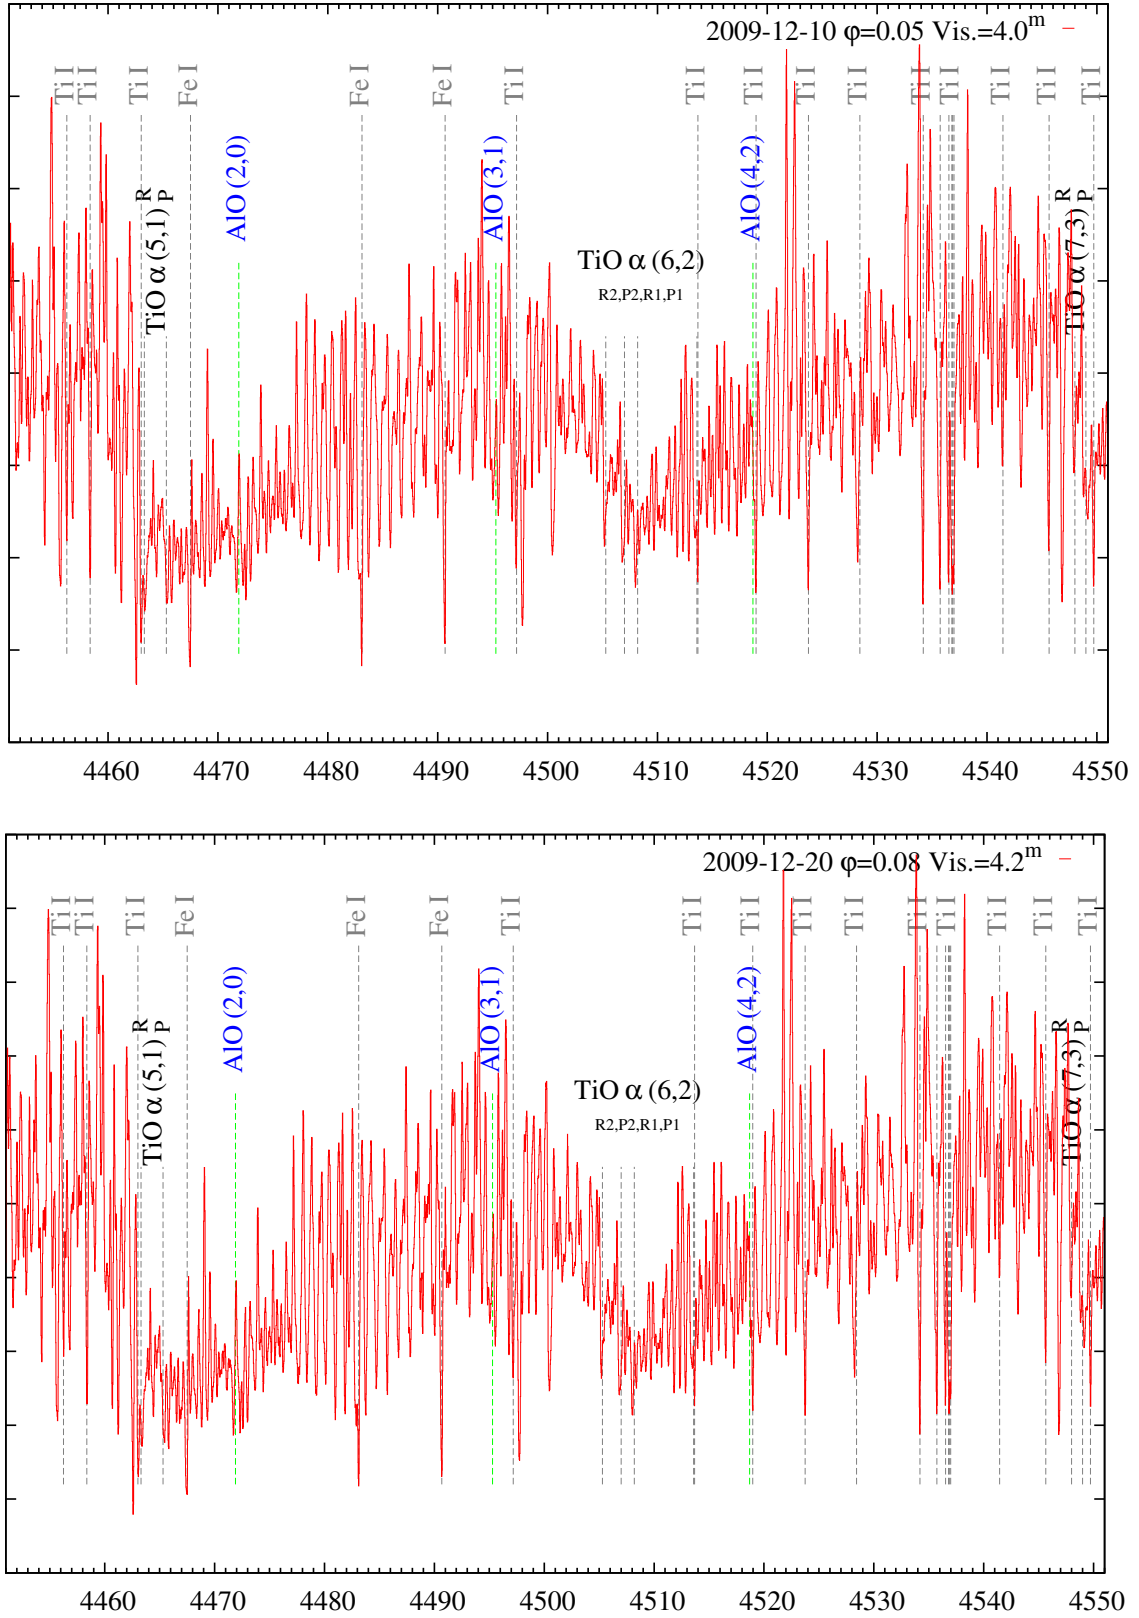 2009-12-10 φ=0.05 Vis.=4.0m
Ti I Ti I Ti I Fe I Fe I Fe I Ti I Ti I Ti I Ti I Ti I Ti I Ti I Ti I Ti I Ti I
TiO α (5,1) R P
AlO (2,0)
AlO (3,1)
TiO α (6,2)
R2,P2,R1,P1
AlO (4,2)
TiO α (7,3) R P
4460 4470 4480 4490 4500 4510 4520 4530 4540 4550
2009-12-20 φ=0.08 Vis.=4.2m
Ti I Ti I Ti I Fe I Fe I Fe I Ti I Ti I Ti I Ti I Ti I Ti I Ti I Ti I Ti I Ti I
TiO α (5,1) R P
AlO (2,0)
AlO (3,1)
TiO α (6,2)
R2,P2,R1,P1
AlO (4,2)
TiO α (7,3) R P
4460 4470 4480 4490 4500 4510 4520 4530 4540 4550